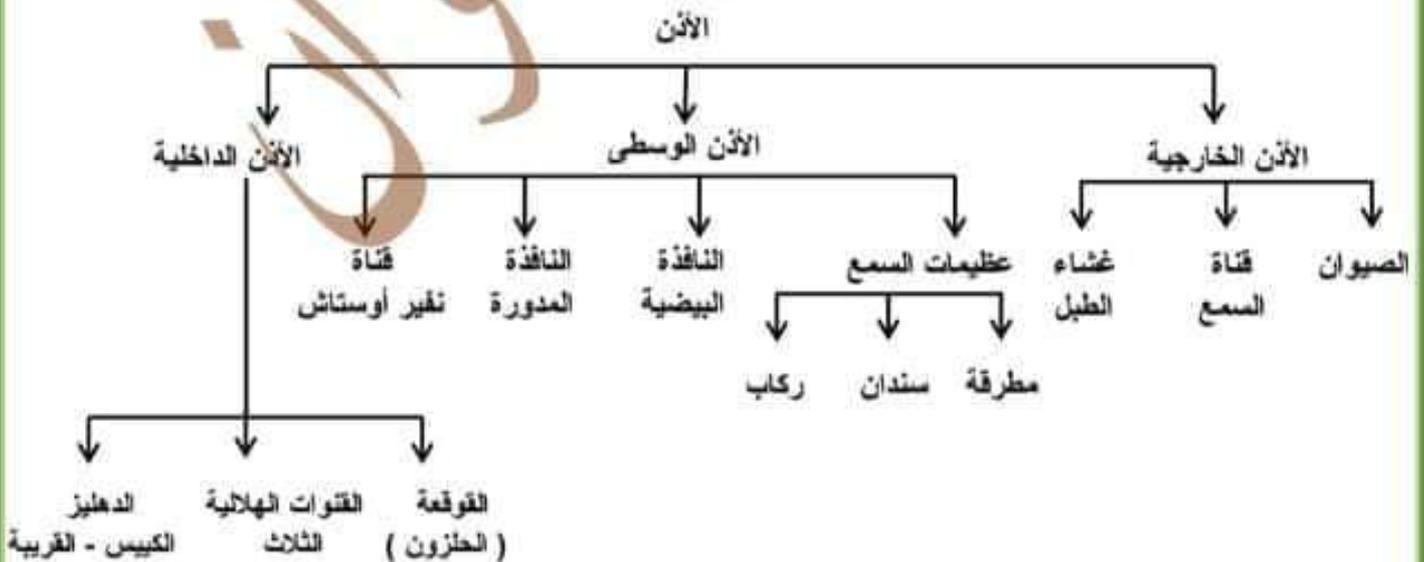 الأذن
الأذن الخارجية
الأذن الوسطى
الأذن الداخلية
الصيوان
قناة
السمع
غشاء
الطبل
عظيمات السمع
النافذة
البيضية
النافذة
المدورة
قناة
نفير أوستاش
مطرقة
سندان
ركاب
القوقعة
( الحلزون )
القنوات الهلالية
الثلاث
الدهليز
الكييس - القريبة